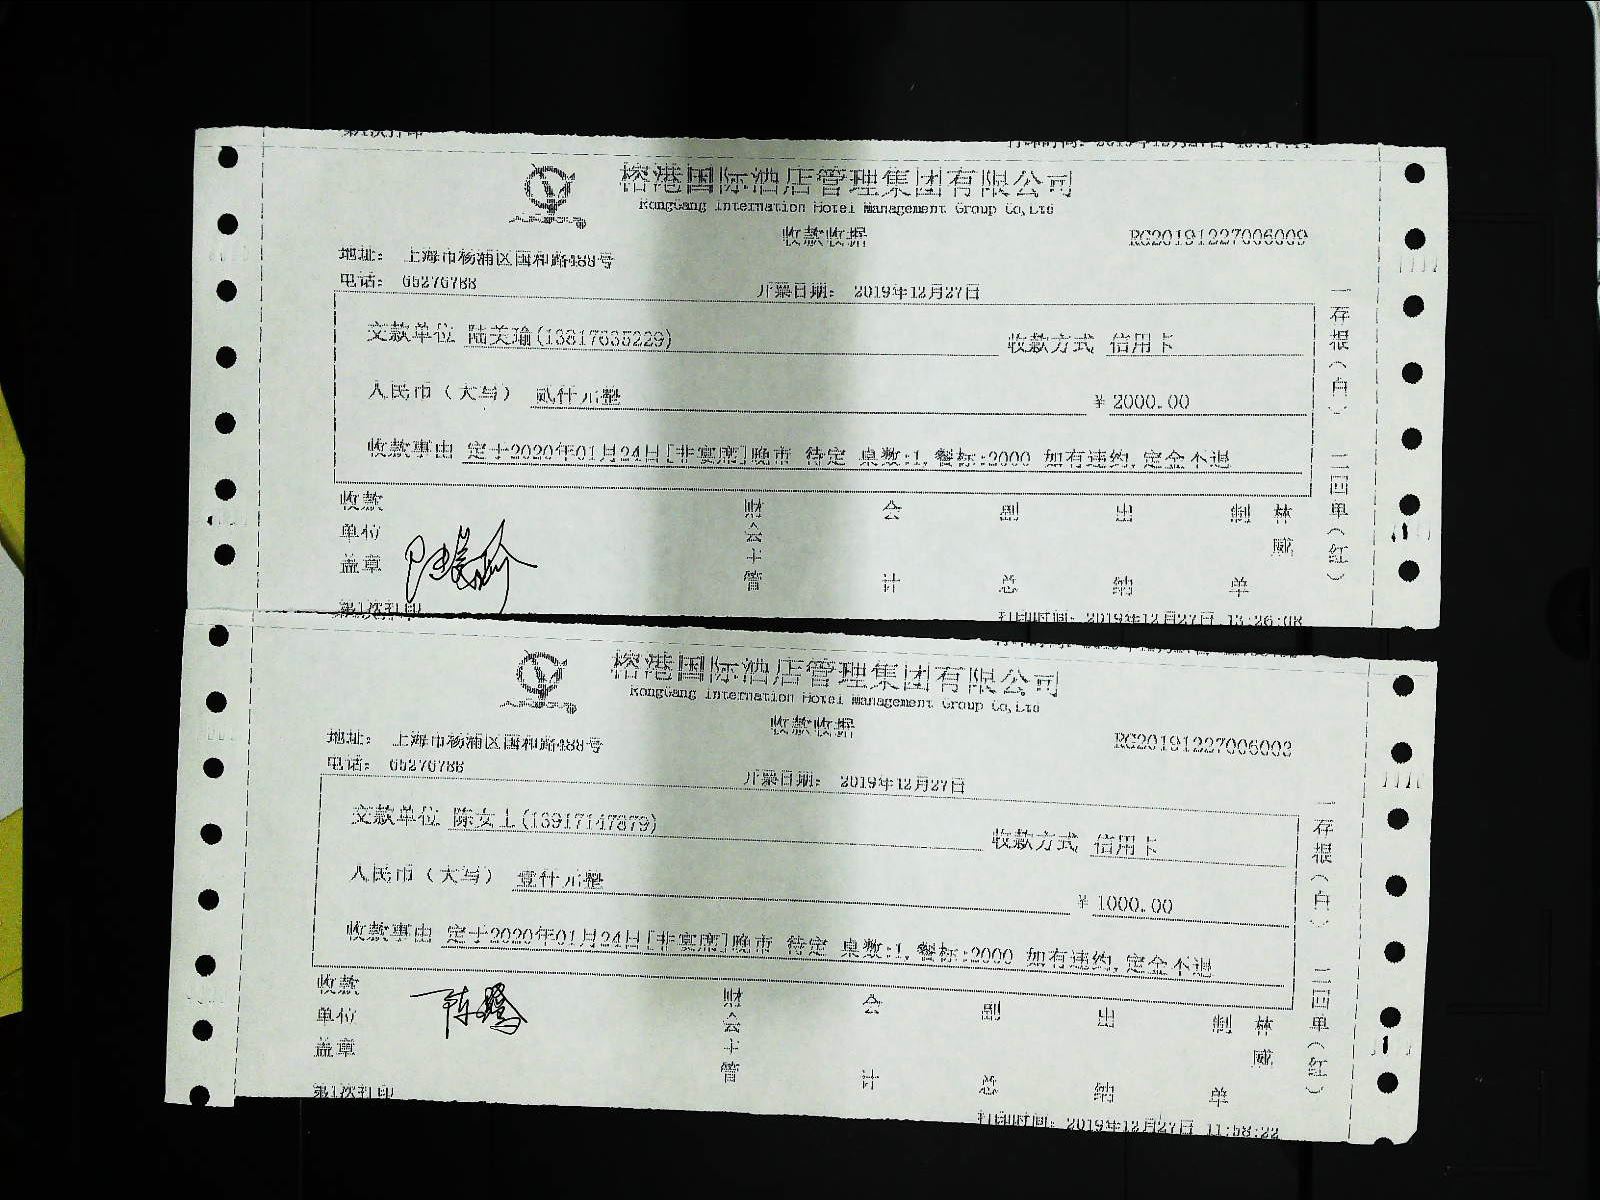 第1次打印
榕港国际酒店管理集团有限公司
RongGang Internation Hotel Management Group Co,Ltd
收款收据 RG20191227006009
地址: 上海市杨浦区国和路488号
电话: 65276788 开票日期: 2019年12月27日
交款单位 陆美瑜(13817635229) 收款方式 信用卡
人民币(大写) 贰仟元整 ¥ 2000.00
收款事由 定于2020年01月24日[非宴席]晚市 待定 桌数:1,餐标:2000 如有违约,定金不退
一存根(白) 二回单(红)
收款单位盖章 陆美瑜 财会主管 会计 副总 出纳 制单 林威
第1次打印 打印时间: 2019年12月27日 13:26:08
榕港国际酒店管理集团有限公司
RongGang Internation Hotel Management Group Co,Ltd
收款收据 RG20191227006003
地址: 上海市杨浦区国和路488号
电话: 65276788 开票日期: 2019年12月27日
交款单位 陈女士(13917147879) 收款方式 信用卡
人民币(大写) 壹仟元整 ¥ 1000.00
收款事由 定于2020年01月24日[非宴席]晚市 待定 桌数:1,餐标:2000 如有违约,定金不退
一存根(白) 二回单(红)
收款单位盖章 财会主管 会计 副总 出纳 制单 林威
第1次打印 打印时间: 2019年12月27日 11:58:22